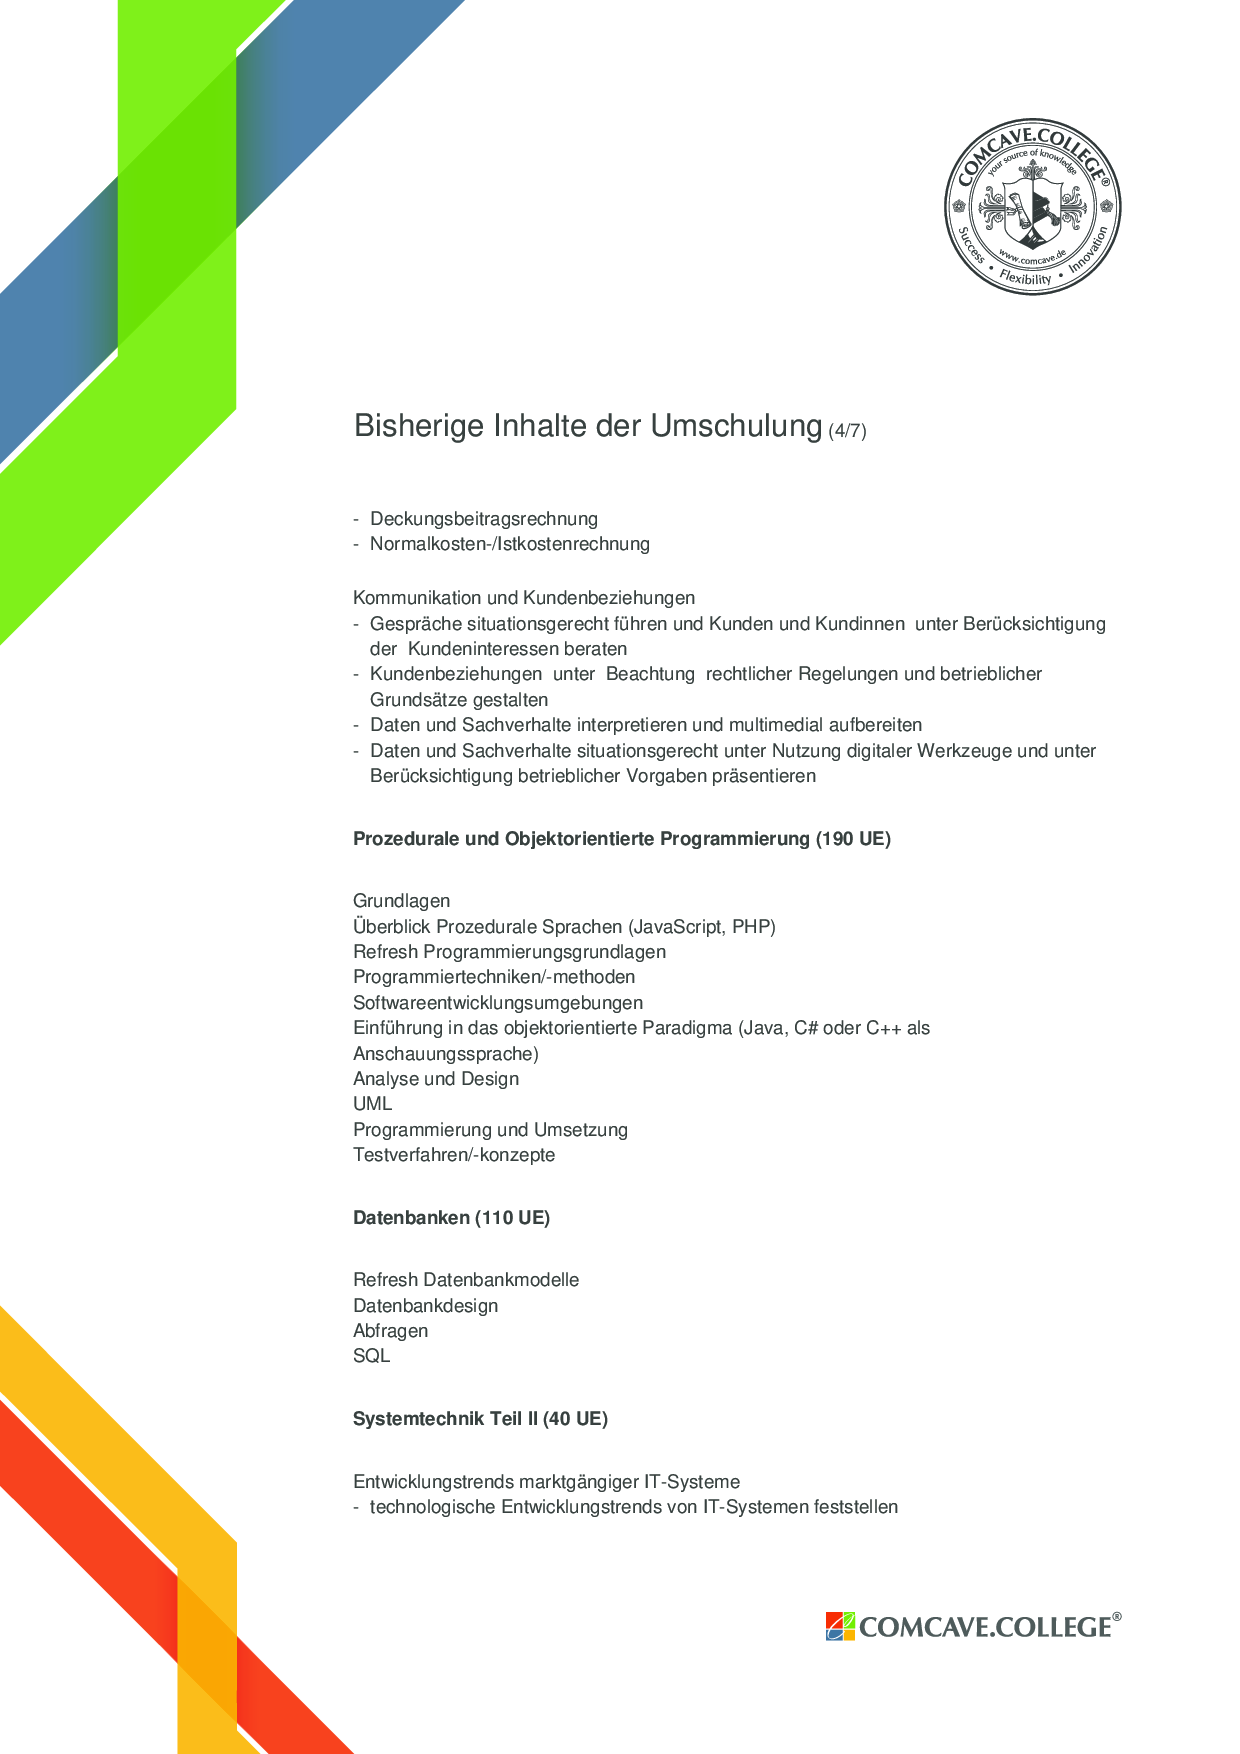 COMCAVE.COLLEGE®
your source of knowledge
www.comcave.de
Success • Flexibility • Innovation
Bisherige Inhalte der Umschulung (4/7)
- Deckungsbeitragsrechnung
- Normalkosten-/Istkostenrechnung
Kommunikation und Kundenbeziehungen
- Gespräche situationsgerecht führen und Kunden und Kundinnen  unter Berücksichtigung
der  Kundeninteressen beraten
- Kundenbeziehungen  unter  Beachtung  rechtlicher Regelungen und betrieblicher
Grundsätze gestalten
- Daten und Sachverhalte interpretieren und multimedial aufbereiten
- Daten und Sachverhalte situationsgerecht unter Nutzung digitaler Werkzeuge und unter
Berücksichtigung betrieblicher Vorgaben präsentieren
Prozedurale und Objektorientierte Programmierung (190 UE)
Grundlagen
Überblick Prozedurale Sprachen (JavaScript, PHP)
Refresh Programmierungsgrundlagen
Programmiertechniken/-methoden
Softwareentwicklungsumgebungen
Einführung in das objektorientierte Paradigma (Java, C# oder C++ als
Anschauungssprache)
Analyse und Design
UML
Programmierung und Umsetzung
Testverfahren/-konzepte
Datenbanken (110 UE)
Refresh Datenbankmodelle
Datenbankdesign
Abfragen
SQL
Systemtechnik Teil II (40 UE)
Entwicklungstrends marktgängiger IT-Systeme
- technologische Entwicklungstrends von IT-Systemen feststellen
COMCAVE.COLLEGE®